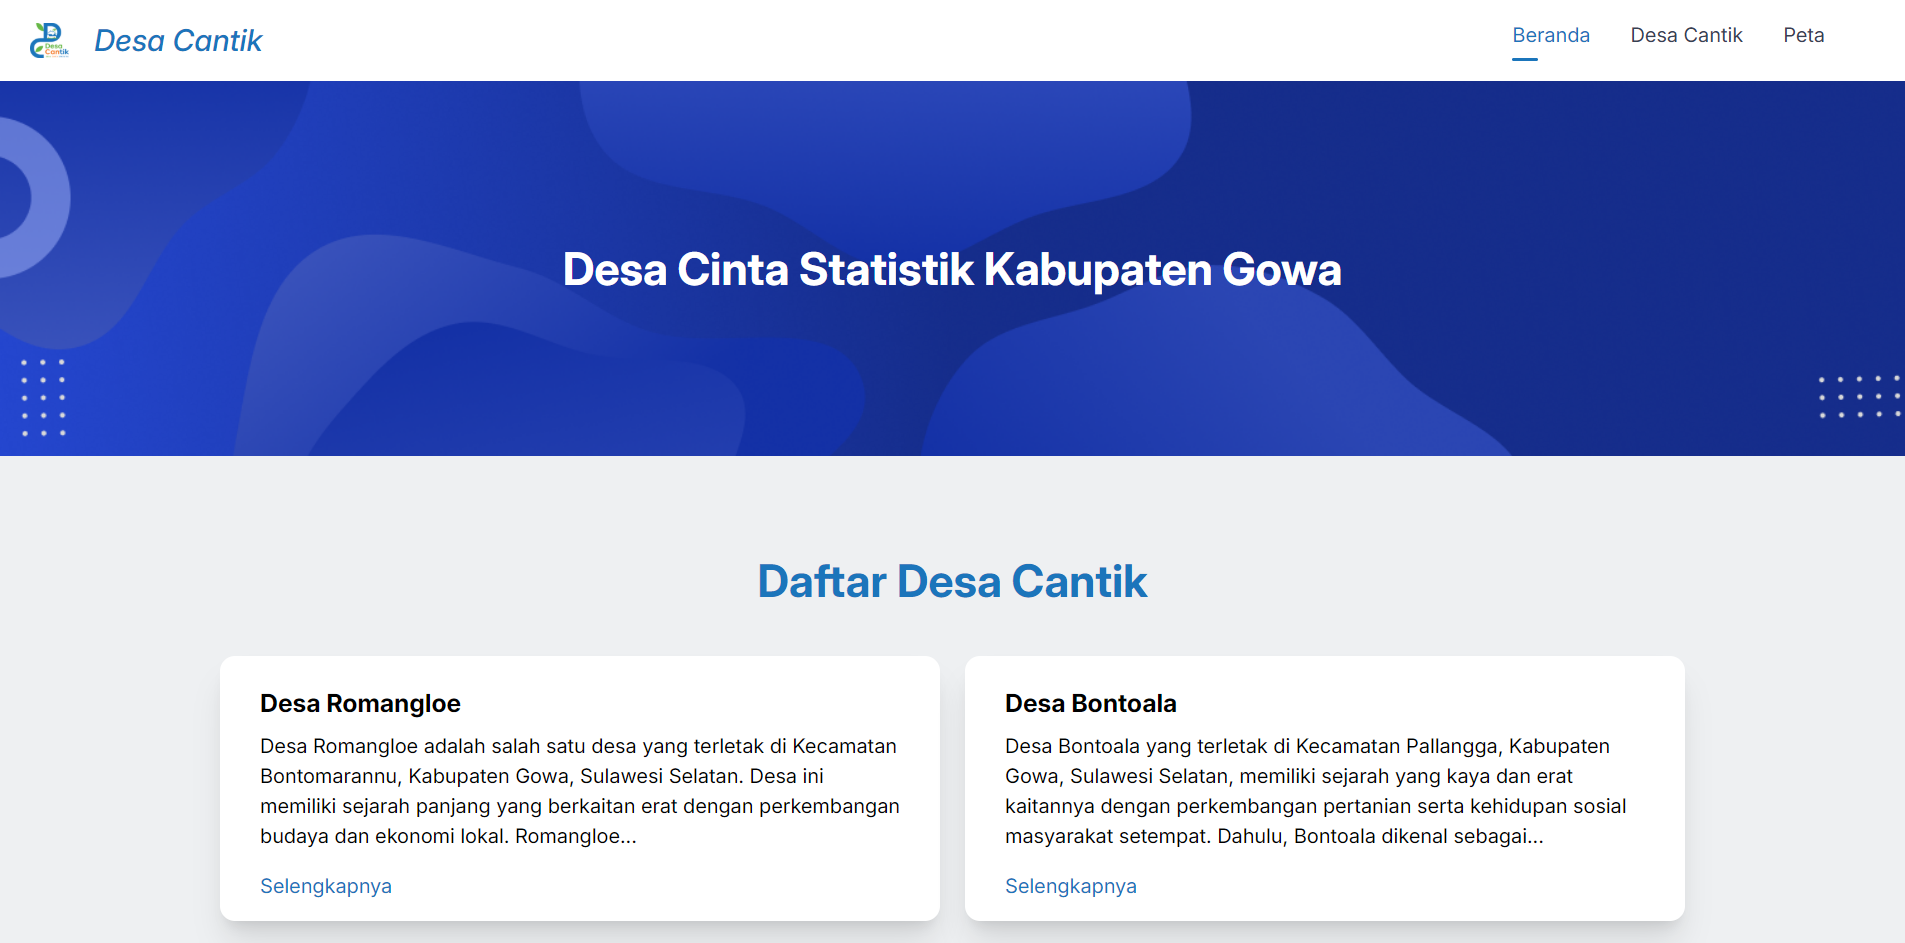 Desa
Cantik
Desa Cantik
Beranda
Desa Cantik
Peta
Desa Cinta Statistik Kabupaten Gowa
Daftar Desa Cantik
Desa Romangloe
Desa Romangloe adalah salah satu desa yang terletak di Kecamatan
Bontomarannu, Kabupaten Gowa, Sulawesi Selatan. Desa ini
memiliki sejarah panjang yang berkaitan erat dengan perkembangan
budaya dan ekonomi lokal. Romangloe...
Selengkapnya
Desa Bontoala
Desa Bontoala yang terletak di Kecamatan Pallangga, Kabupaten
Gowa, Sulawesi Selatan, memiliki sejarah yang kaya dan erat
kaitannya dengan perkembangan pertanian serta kehidupan sosial
masyarakat setempat. Dahulu, Bontoala dikenal sebagai...
Selengkapnya